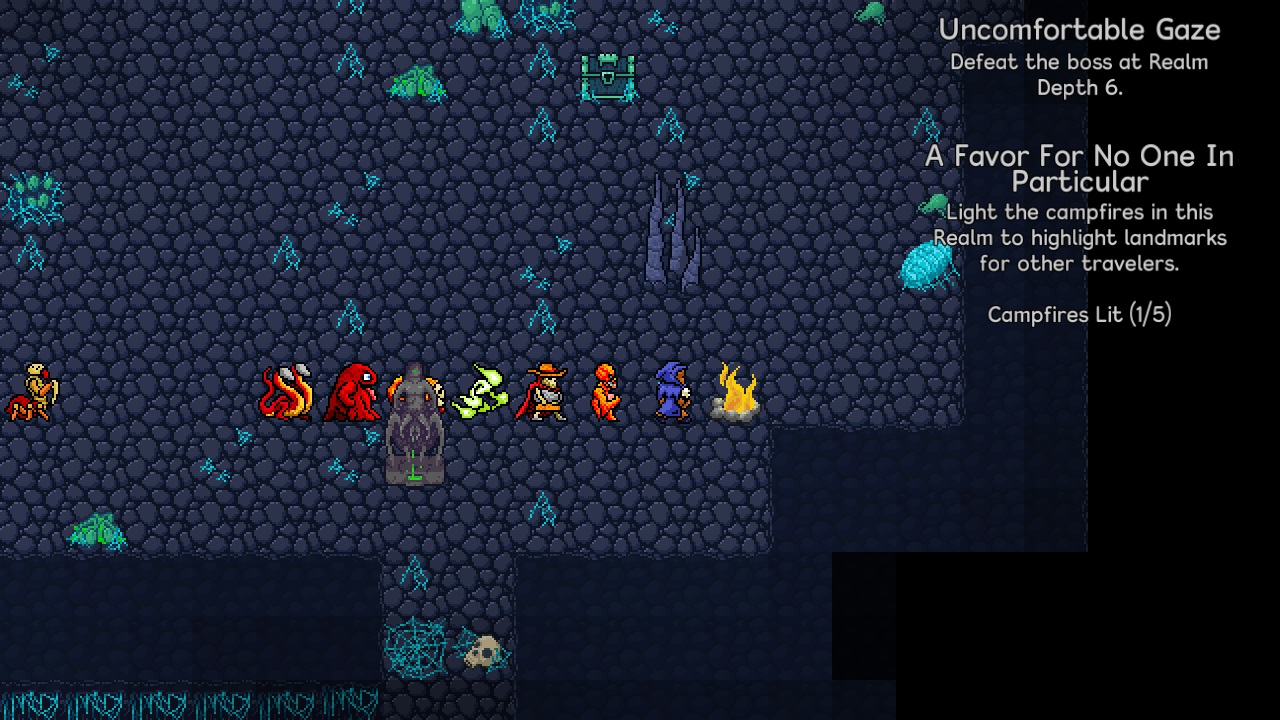 Uncomfortable Gaze
Defeat the boss at Realm
Depth 6.
A Favor For No One In
Particular
Light the campfires in this
Realm to highlight landmarks
for other travelers.
Campfires Lit (1/5)